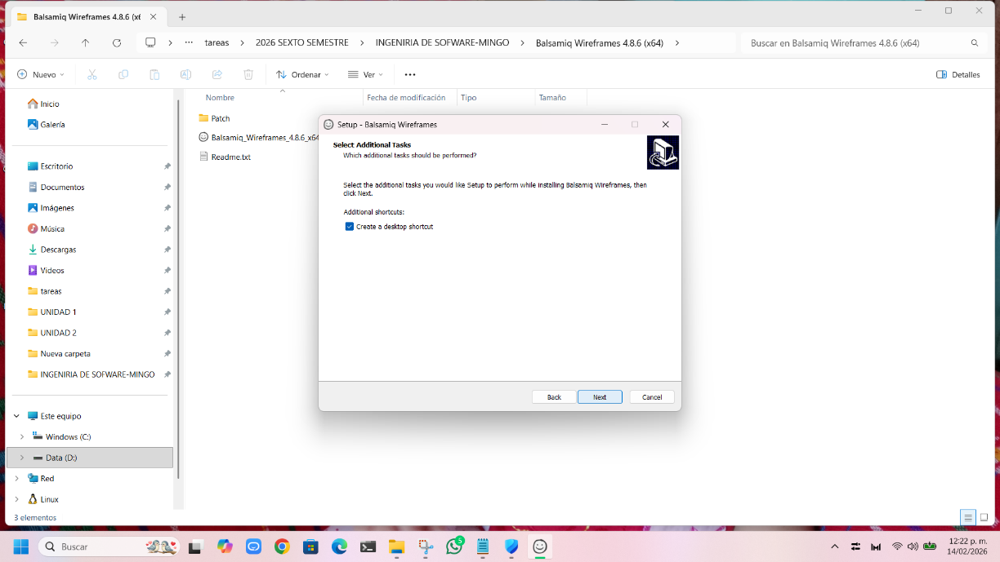 Balsamiq Wireframes 4.8.6 (x6
tareas
2026 SEXTO SEMESTRE
INGENIRIA DE SOFWARE-MINGO
Balsamiq Wireframes 4.8.6 (x64)
Buscar en Balsamiq Wireframes 4.8.6 (x64)
Nuevo
Ordenar
Ver
Detalles
Inicio
Galería
Escritorio
Documentos
Imágenes
Música
Descargas
Videos
tareas
UNIDAD 1
UNIDAD 2
Nueva carpeta
INGENIRIA DE SOFWARE-MINGO
Este equipo
Windows (C:)
Data (D:)
Red
Linux
3 elementos
Nombre
Fecha de modificación
Tipo
Tamaño
Patch
Balsamiq_Wireframes_4.8.6_x64
Readme.txt
Setup - Balsamiq Wireframes
Select Additional Tasks
Which additional tasks should be performed?
Select the additional tasks you would like Setup to perform while installing Balsamiq Wireframes, then
click Next.
Additional shortcuts:
Create a desktop shortcut
Back
Next
Cancel
Buscar
5
12:22 p. m.
14/02/2026